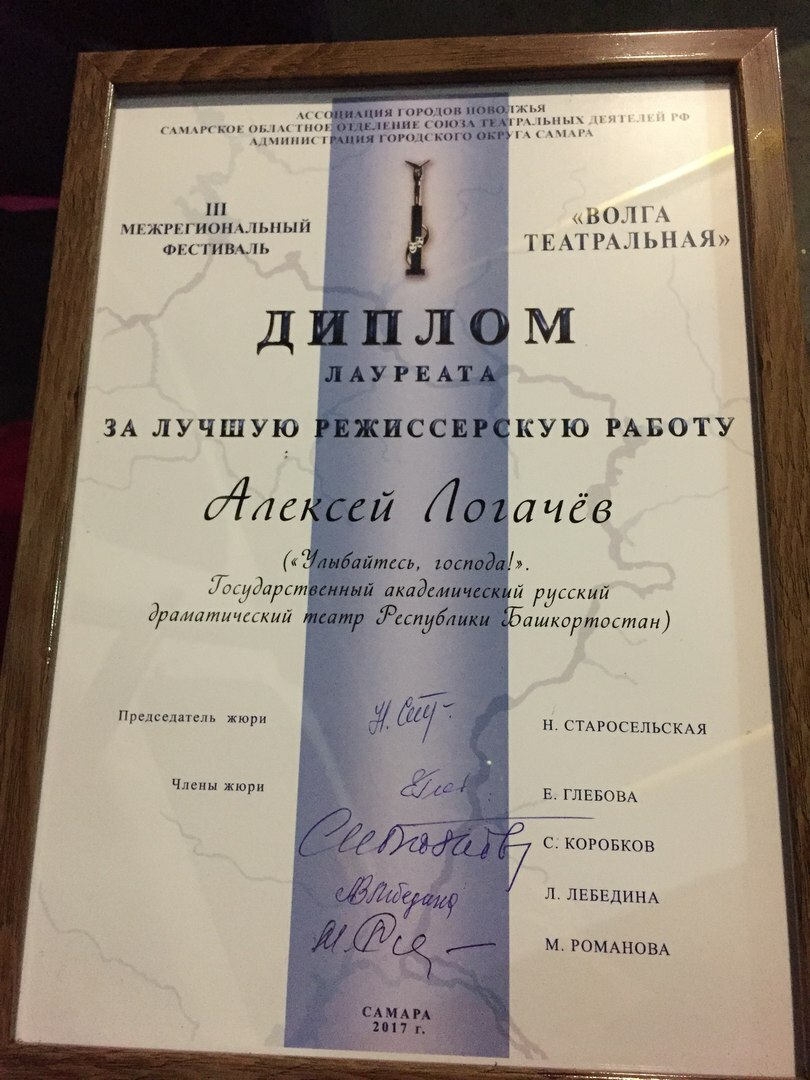 АССОЦИАЦИЯ ГОРОДОВ ПОВОЛЖЬЯ
САМАРСКОЕ ОБЛАСТНОЕ ОТДЕЛЕНИЕ СОЮЗА ТЕАТРАЛЬНЫХ ДЕЯТЕЛЕЙ РФ
АДМИНИСТРАЦИЯ ГОРОДСКОГО ОКРУГА САМАРА
III
МЕЖРЕГИОНАЛЬНЫЙ
ФЕСТИВАЛЬ
«ВОЛГА
ТЕАТРАЛЬНАЯ»
ДИПЛОМ
ЛАУРЕАТА
ЗА ЛУЧШУЮ РЕЖИССЕРСКУЮ РАБОТУ
Алексей Логачёв
(«Улыбайтесь, господа!».
Государственный академический русский
драматический театр Республики Башкортостан)
Председатель жюри
Н. СТАРОСЕЛЬСКАЯ
Члены жюри
Е. ГЛЕБОВА
С. КОРОБКОВ
Л. ЛЕБЕДИНА
М. РОМАНОВА
САМАРА
2017 г.